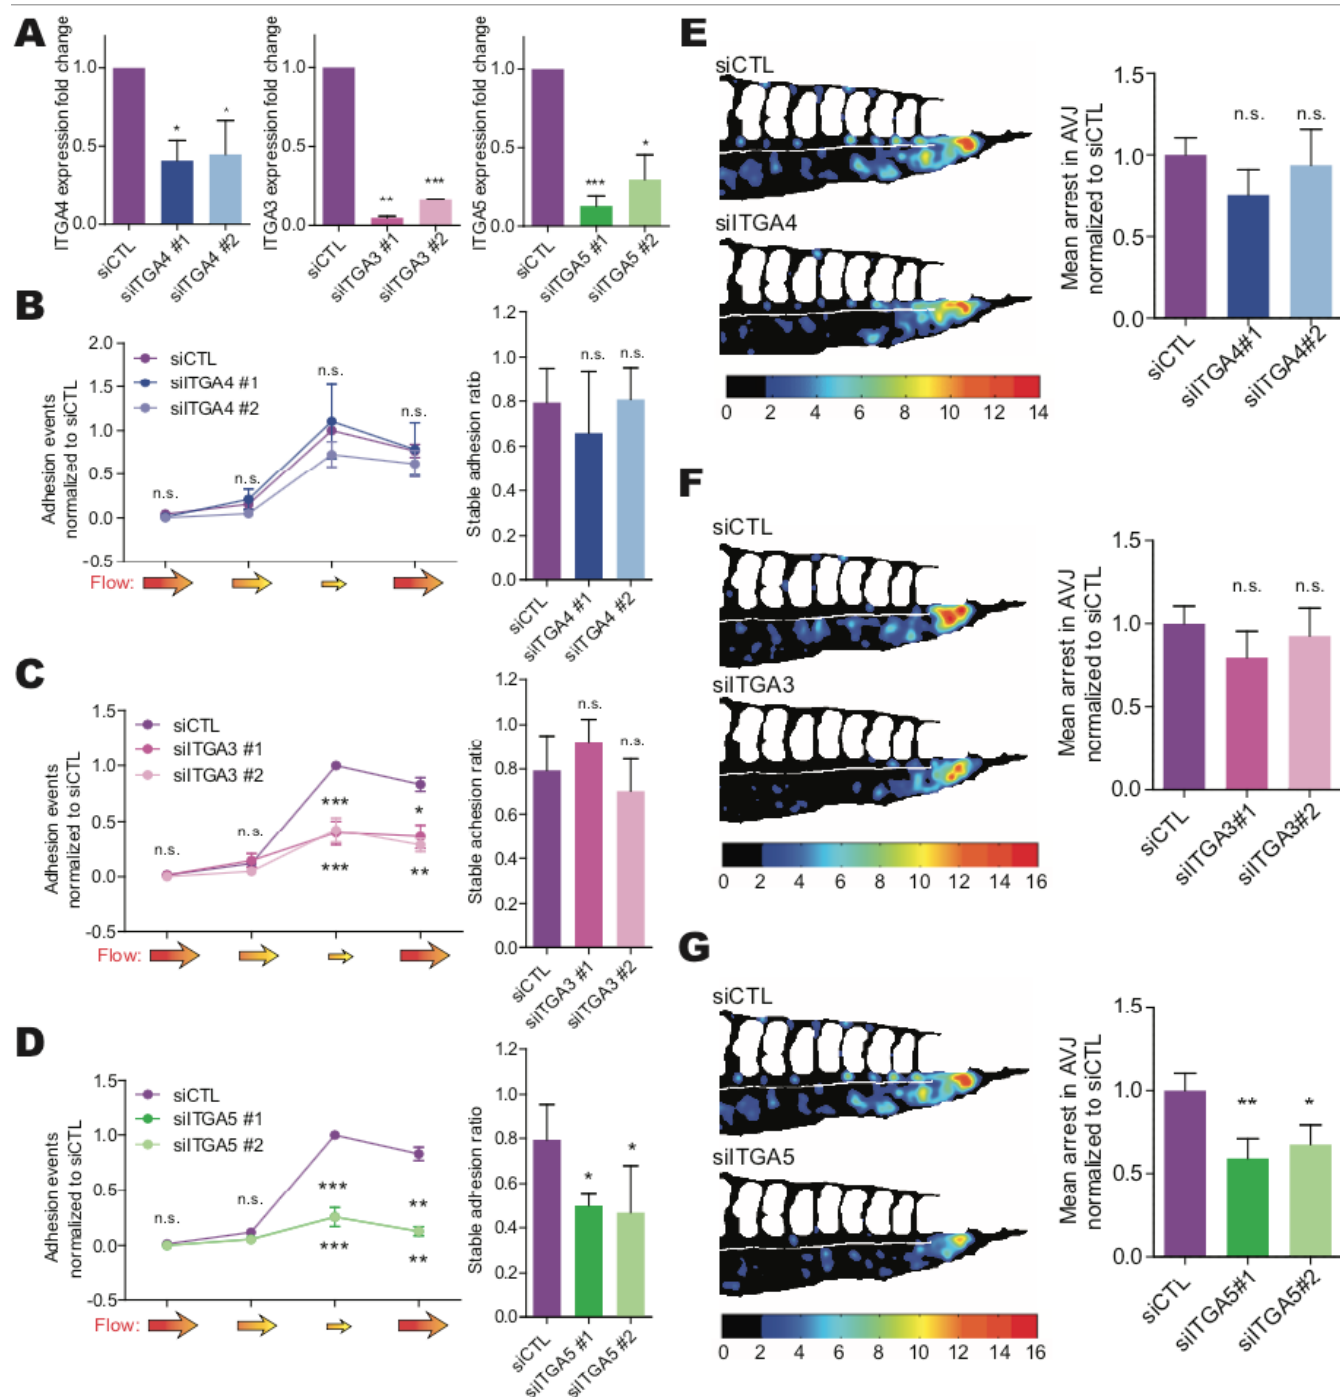 A
ITGA4 expression fold change
1.0
0.5
0.0
*
*
siCTL
siITGA4 #1
siITGA4 #2
ITGA3 expression fold change
1.0
0.5
0.0
**
***
siCTL
siITGA3 #1
siITGA3 #2
ITGA5 expression fold change
1.0
0.5
0.0
***
*
siCTL
siITGA5 #1
siITGA5 #2
B
Adhesion events
normalized to siCTL
2.0
1.5
1.0
0.5
0.0
-0.5
siCTL
siITGA4 #1
siITGA4 #2
n.s.
n.s.
n.s.
n.s.
Flow:
Stable adhesion ratio
1.2
1.0
0.8
0.6
0.4
0.2
0.0
n.s.
n.s.
siCTL
siITGA4 #1
siITGA4 #2
C
Adhesion events
normalized to siCTL
1.5
1.0
0.5
0.0
-0.5
siCTL
siITGA3 #1
siITGA3 #2
n.s.
n.s.
***
*
***
**
Flow:
Stable adhesion ratio
1.2
1.0
0.8
0.6
0.4
0.2
0.0
n.s.
n.s.
siCTL
siITGA3 #1
siITGA3 #2
D
Adhesion events
normalized to siCTL
1.5
1.0
0.5
0.0
-0.5
siCTL
siITGA5 #1
siITGA5 #2
n.s.
n.s.
***
**
***
**
Flow:
Stable adhesion ratio
1.2
1.0
0.8
0.6
0.4
0.2
0.0
*
*
siCTL
siITGA5 #1
siITGA5 #2
E
siCTL
siITGA4
0 2 4 6 8 10 12 14
Mean arrest in AVJ
normalized to siCTL
1.5
1.0
0.5
0.0
n.s.
n.s.
siCTL
siITGA4#1
siITGA4#2
F
siCTL
siITGA3
0 2 4 6 8 10 12 14 16
Mean arrest in AVJ
normalized to siCTL
1.5
1.0
0.5
0.0
n.s.
n.s.
siCTL
siITGA3#1
siITGA3#2
G
siCTL
siITGA5
0 2 4 6 8 10 12 14 16
Mean arrest in AVJ
normalized to siCTL
1.5
1.0
0.5
0.0
**
*
siCTL
siITGA5#1
siITGA5#2